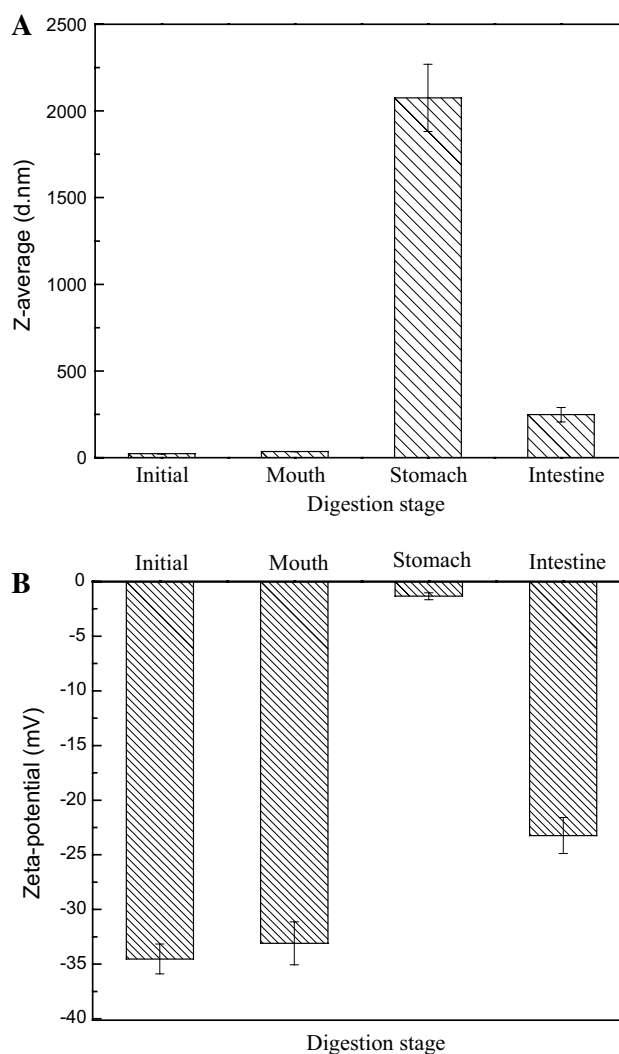 A
2500
2000
1500
1000
500
0
Z-average (d.nm)
Initial Mouth Stomach Intestine
Digestion stage
B
Initial Mouth Stomach Intestine
0
-5
-10
-15
-20
-25
-30
-35
-40
Zeta-potential (mV)
Digestion stage